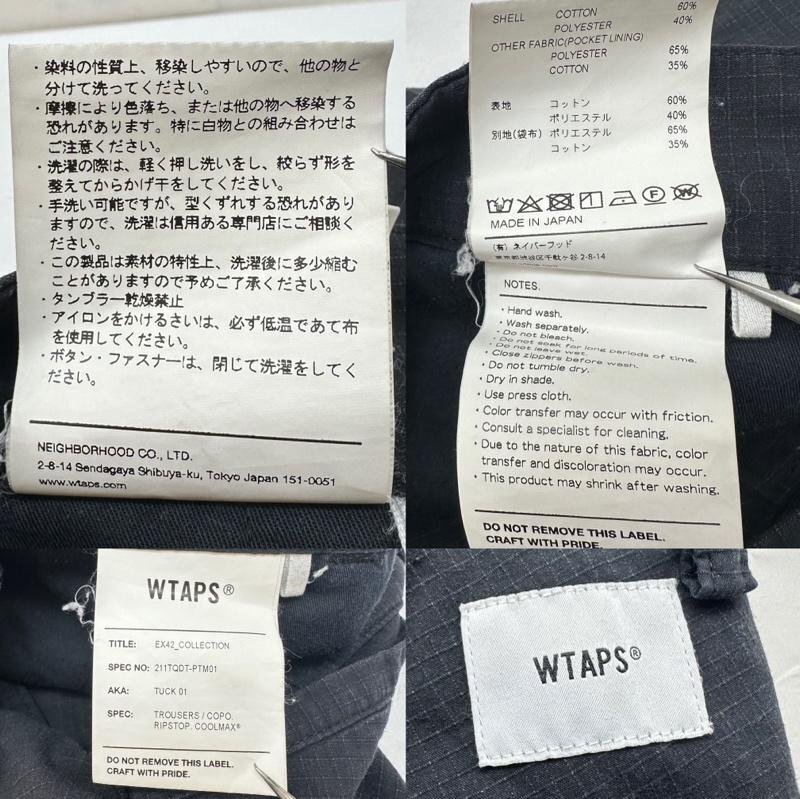 ・染料の性質上、移染しやすいので、他の物と
分けて洗ってください。
・摩擦により色落ち、または他の物へ移染する
恐れがあります。特に白物との組み合わせは
ご注意ください。
・洗濯の際は、軽く押し洗いをし、絞らず形を
整えてからかげ干をしてください。
・手洗い可能ですが、型くずれする恐れがあり
ますので、洗濯は信用ある専門店にご相談く
ださい。
・この製品は素材の特性上、洗濯後に多少縮む
ことがありますので予めご了承ください。
・タンブラー乾燥禁止
・アイロンをかけるさいは、必ず低温であて布
を使用してください。
・ボタン・ファスナーは、閉じて洗濯をしてく
ださい。
NEIGHBORHOOD CO., LTD.
2-8-14 Sendagaya Shibuya-ku, Tokyo Japan 151-0051
www.wtaps.com
SHELL COTTON 60%
POLYESTER 40%
OTHER FABRIC(POCKET LINING)
POLYESTER 65%
COTTON 35%
表地 コットン 60%
ポリエステル 40%
別地(袋布) ポリエステル 65%
コットン 35%
MADE IN JAPAN
(有) ネイバーフッド
東京都渋谷区千駄ヶ谷 2-8-14
NOTES.
・Hand wash.
・Wash separately.
・Do not bleach.
・Do not soak for long periods of time.
・Do not leave wet.
・Close zippers before wash.
・Do not tumble dry.
・Dry in shade.
・Use press cloth.
・Color transfer may occur with friction.
・Consult a specialist for cleaning.
・Due to the nature of this fabric, color
transfer and discoloration may occur.
・This product may shrink after washing.
DO NOT REMOVE THIS LABEL.
CRAFT WITH PRIDE.
WTAPS®
TITLE: EX42_COLLECTION
SPEC NO: 211TQDT-PTM01
AKA: TUCK 01
SPEC: TROUSERS / COPO.
RIPSTOP. COOLMAX®
DO NOT REMOVE THIS LABEL.
CRAFT WITH PRIDE.
WTAPS®